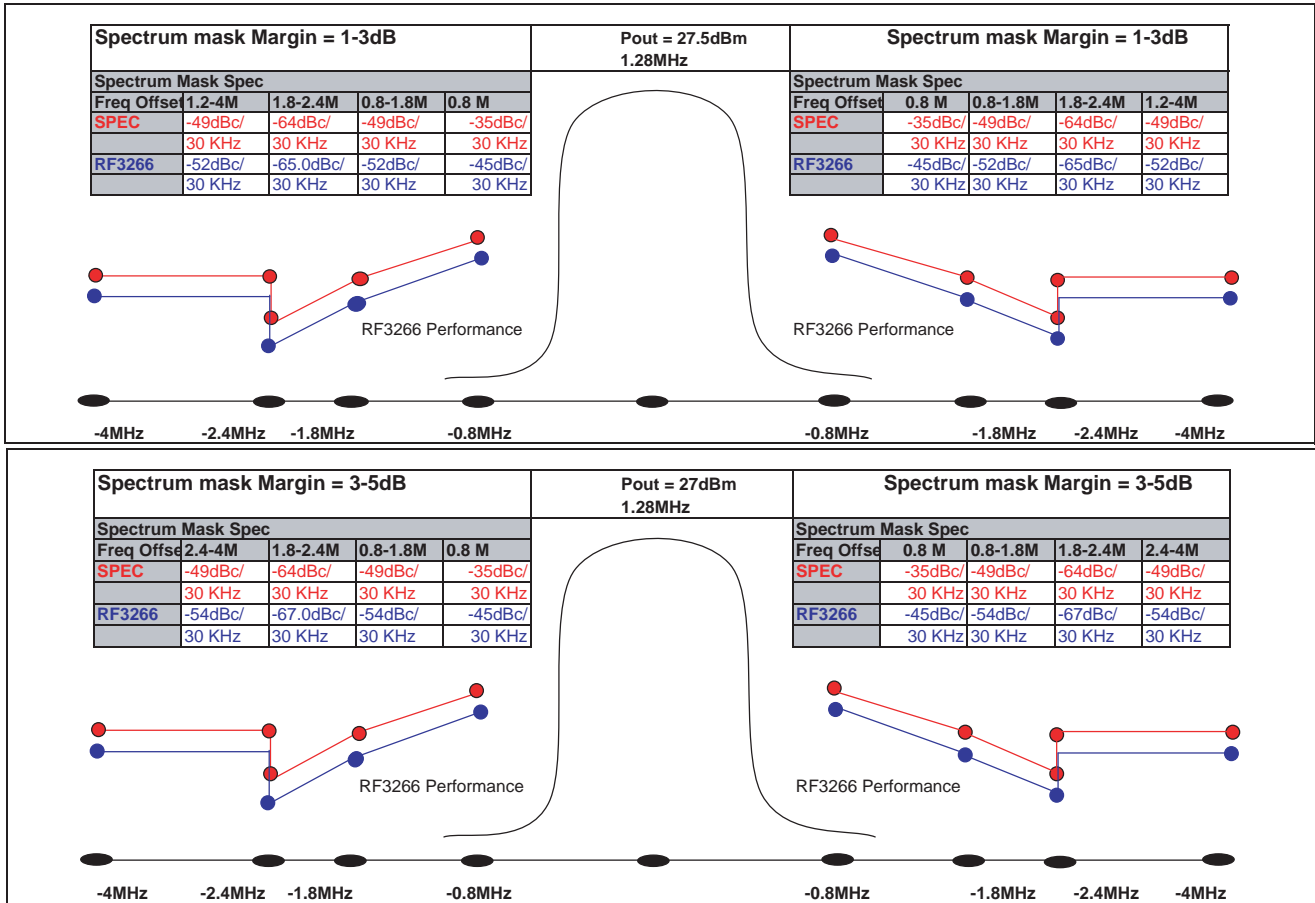 Spectrum mask Margin = 1-3dB
Pout = 27.5dBm
1.28MHz
Spectrum mask Margin = 1-3dB
Spectrum Mask Spec
Freq Offset 1.2-4M 1.8-2.4M 0.8-1.8M 0.8 M
SPEC -49dBc/ -64dBc/ -49dBc/ -35dBc/
30 KHz 30 KHz 30 KHz 30 KHz
RF3266 -52dBc/ -65.0dBc/ -52dBc/ -45dBc/
30 KHz 30 KHz 30 KHz 30 KHz
Spectrum Mask Spec
Freq Offset 0.8 M 0.8-1.8M 1.8-2.4M 1.2-4M
SPEC -35dBc/ -49dBc/ -64dBc/ -49dBc/
30 KHz 30 KHz 30 KHz 30 KHz
RF3266 -45dBc/ -52dBc/ -65dBc/ -52dBc/
30 KHz 30 KHz 30 KHz 30 KHz
RF3266 Performance
RF3266 Performance
-4MHz -2.4MHz -1.8MHz -0.8MHz -0.8MHz -1.8MHz -2.4MHz -4MHz
Spectrum mask Margin = 3-5dB
Pout = 27dBm
1.28MHz
Spectrum mask Margin = 3-5dB
Spectrum Mask Spec
Freq Offse 2.4-4M 1.8-2.4M 0.8-1.8M 0.8 M
SPEC -49dBc/ -64dBc/ -49dBc/ -35dBc/
30 KHz 30 KHz 30 KHz 30 KHz
RF3266 -54dBc/ -67.0dBc/ -54dBc/ -45dBc/
30 KHz 30 KHz 30 KHz 30 KHz
Spectrum Mask Spec
Freq Offse 0.8 M 0.8-1.8M 1.8-2.4M 2.4-4M
SPEC -35dBc/ -49dBc/ -64dBc/ -49dBc/
30 KHz 30 KHz 30 KHz 30 KHz
RF3266 -45dBc/ -54dBc/ -67dBc/ -54dBc/
30 KHz 30 KHz 30 KHz 30 KHz
RF3266 Performance
RF3266 Performance
-4MHz -2.4MHz -1.8MHz -0.8MHz -0.8MHz -1.8MHz -2.4MHz -4MHz